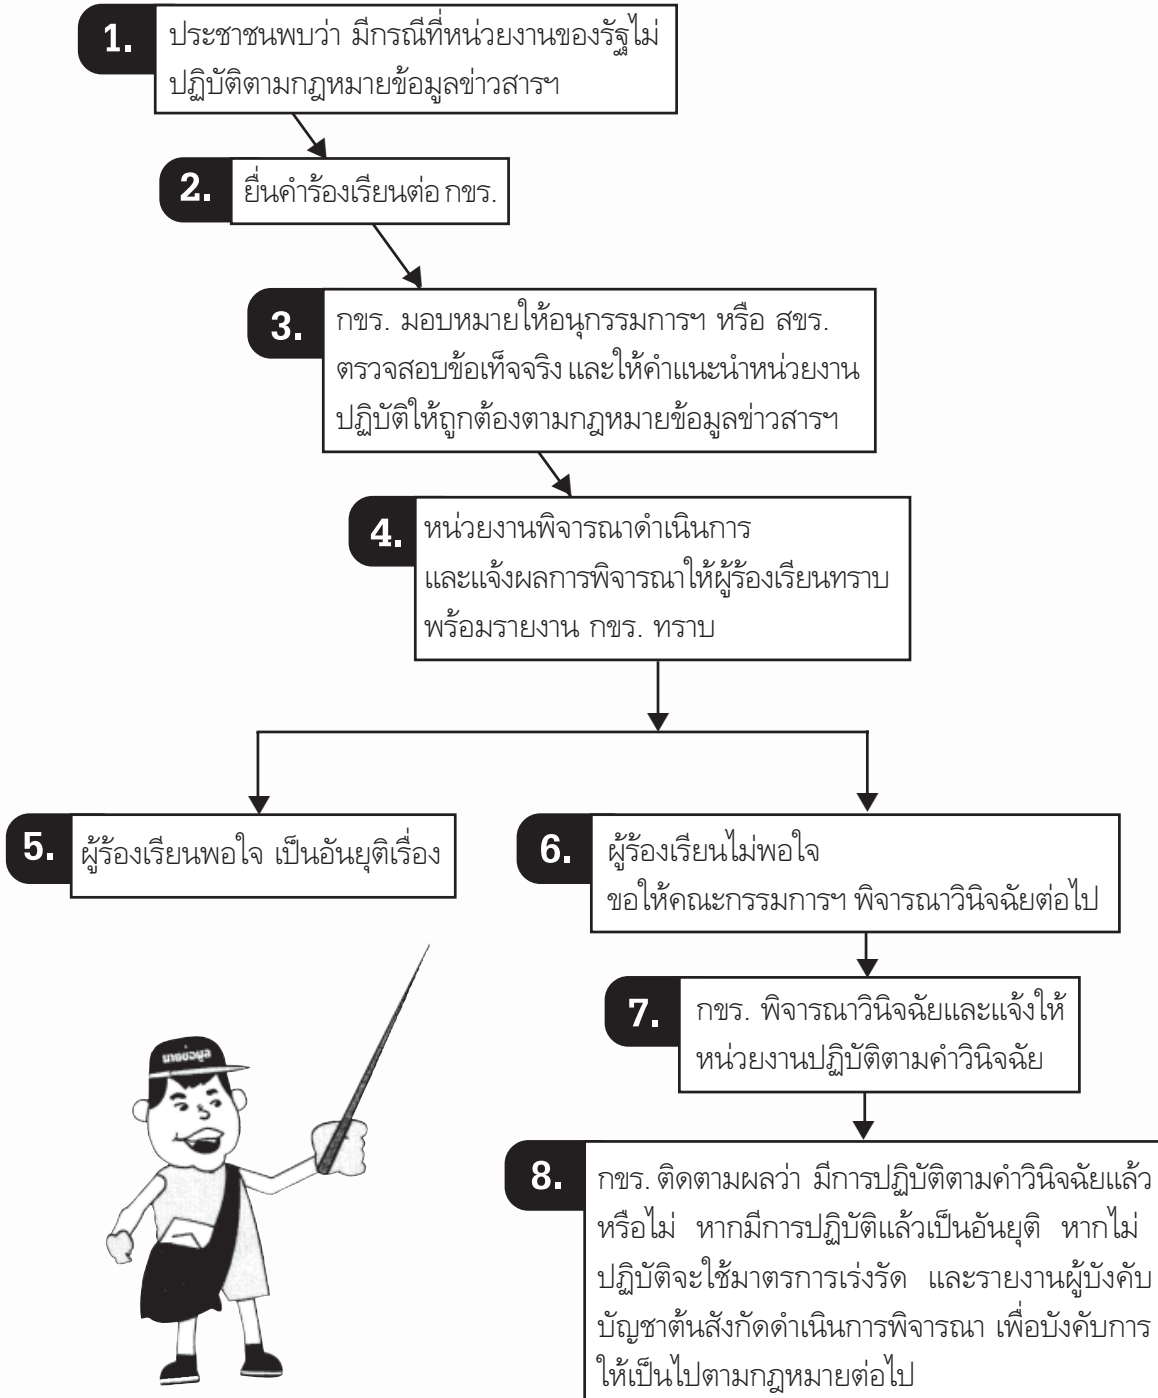 1.
ประชาชนพบว่า มีกรณีที่หน่วยงานของรัฐไม่
ปฏิบัติตามกฎหมายข้อมูลข่าวสารฯ
2.
ยื่นคำร้องเรียนต่อ กขร.
3.
กขร. มอบหมายให้อนุกรรมการฯ หรือ สขร.
ตรวจสอบข้อเท็จจริง และให้คำแนะนำหน่วยงาน
ปฏิบัติให้ถูกต้องตามกฎหมายข้อมูลข่าวสารฯ
4.
หน่วยงานพิจารณาดำเนินการ
และแจ้งผลการพิจารณาให้ผู้ร้องเรียนทราบ
พร้อมรายงาน กขร. ทราบ
5.
ผู้ร้องเรียนพอใจ เป็นอันยุติเรื่อง
6.
ผู้ร้องเรียนไม่พอใจ
ขอให้คณะกรรมการฯ พิจารณาวินิจฉัยต่อไป
7.
กขร. พิจารณาวินิจฉัยและแจ้งให้
หน่วยงานปฏิบัติตามคำวินิจฉัย
นายข้อมูล
8.
กขร. ติดตามผลว่า มีการปฏิบัติตามคำวินิจฉัยแล้ว
หรือไม่ หากมีการปฏิบัติแล้วเป็นอันยุติ หากไม่
ปฏิบัติจะใช้มาตรการเร่งรัด และรายงานผู้บังคับ
บัญชาต้นสังกัดดำเนินการพิจารณา เพื่อบังคับการ
ให้เป็นไปตามกฎหมายต่อไป